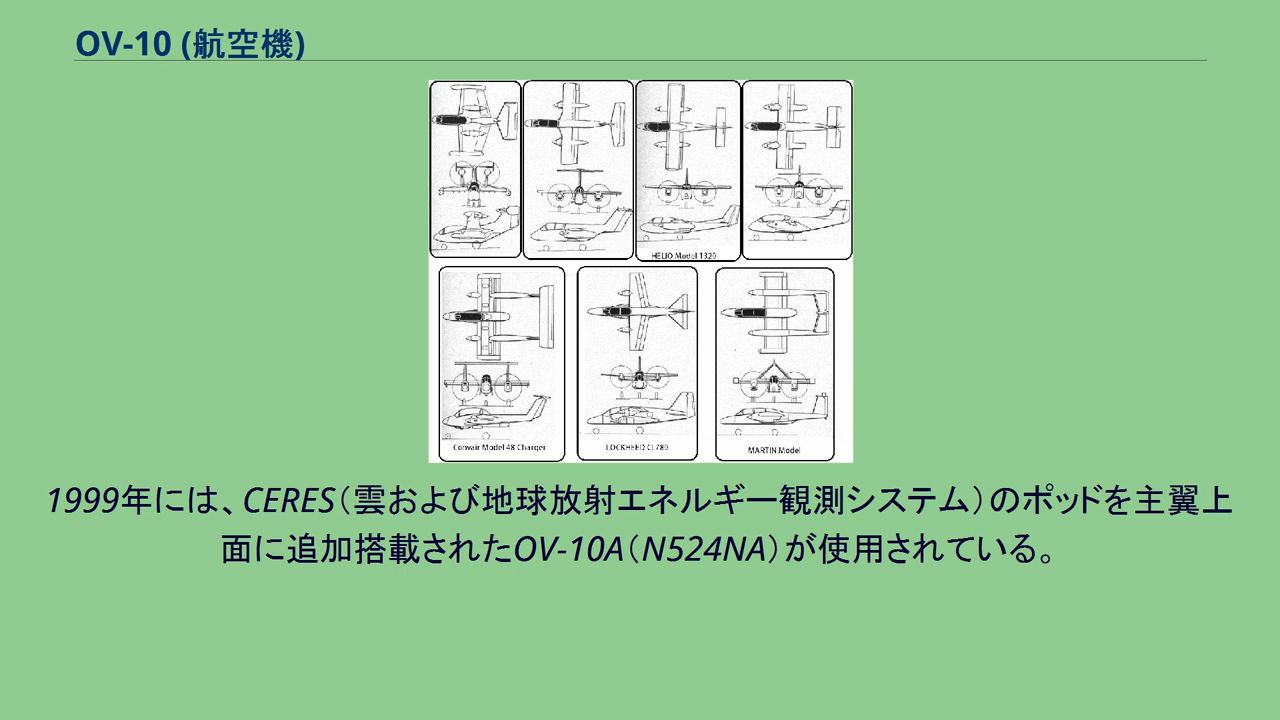 OV-10 (航空機)
HELIO Model 1320
Convair Model 48 Charger
LOCKHEED CL780
MARTIN Model
1999年には、CERES（雲および地球放射エネルギー観測システム）のポッドを主翼上
面に追加搭載されたOV-10A（N524NA）が使用されている。